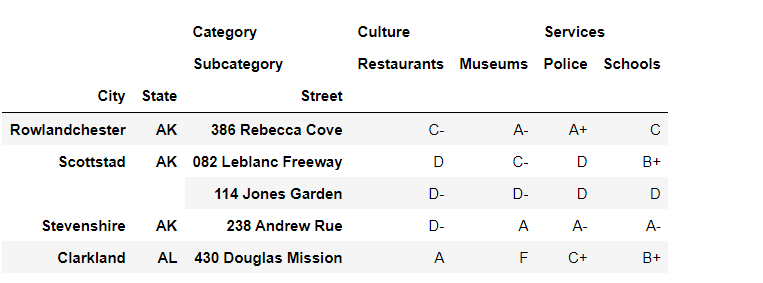 Category Culture Services
Subcategory Restaurants Museums Police Schools
City State Street
Rowlandchester AK 386 Rebecca Cove C- A- A+ C
Scottstad AK 082 Leblanc Freeway D C- D B+
114 Jones Garden D- D- D D
Stevenshire AK 238 Andrew Rue D- A A- A-
Clarkland AL 430 Douglas Mission A F C+ B+